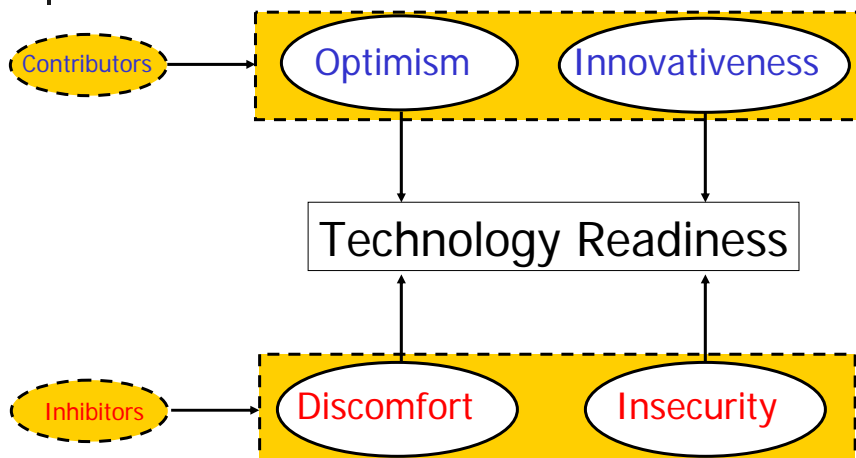 Contributors
Optimism
Innovativeness
Technology Readiness
Inhibitors
Discomfort
Insecurity